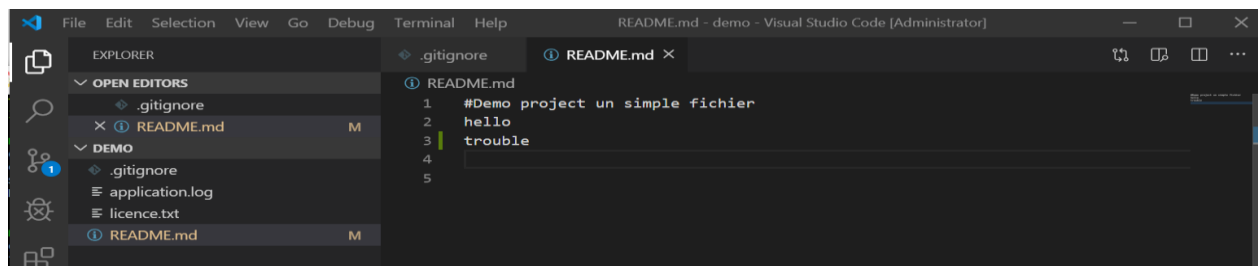 File Edit Selection View Go Debug Terminal Help README.md - demo - Visual Studio Code [Administrator]
EXPLORER
OPEN EDITORS
.gitignore
README.md M
DEMO
.gitignore
application.log
licence.txt
README.md M
1
.gitignore README.md
README.md
1 #Demo project un simple fichier
2 hello
3 trouble
4
5